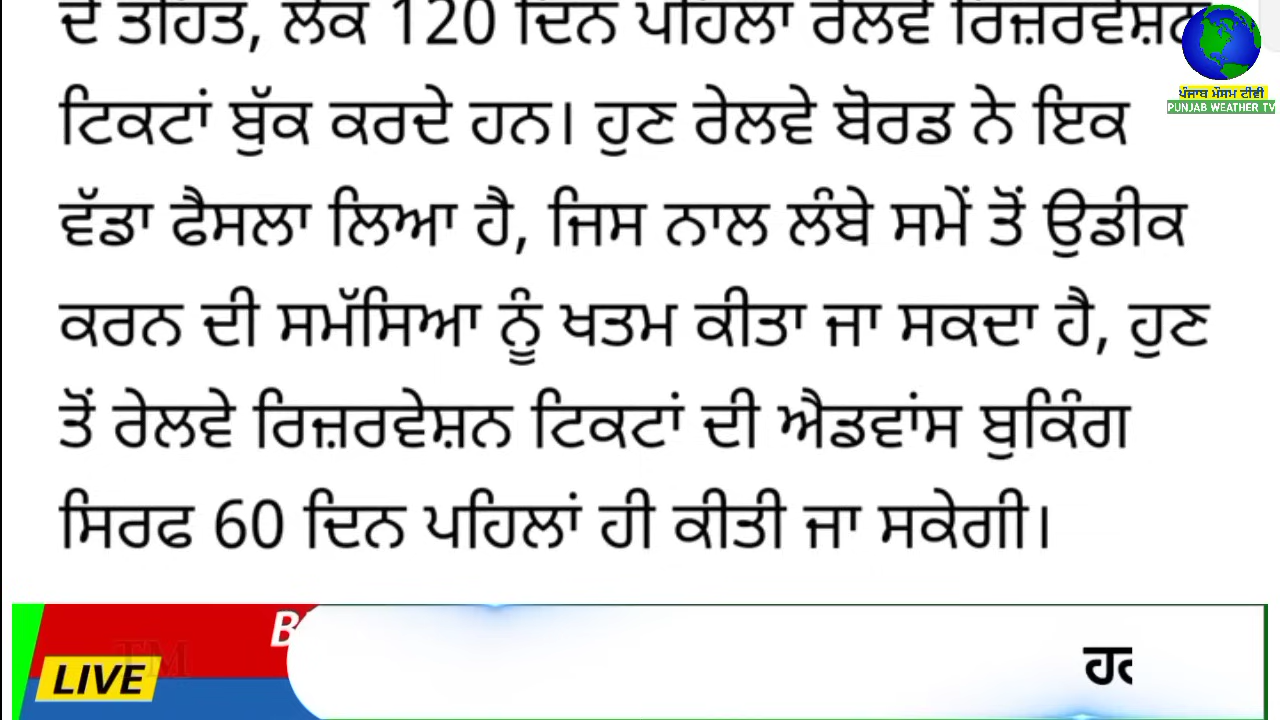 ਦੇ ਤਹਿਤ, ਲੋਕ 120 ਦਿਨ ਪਹਿਲਾਂ ਰੇਲਵੇ ਰਿਜ਼ਰਵੇਸ਼ਨ
ਟਿਕਟਾਂ ਬੁੱਕ ਕਰਦੇ ਹਨ। ਹੁਣ ਰੇਲਵੇ ਬੋਰਡ ਨੇ ਇਕ
ਵੱਡਾ ਫੈਸਲਾ ਲਿਆ ਹੈ, ਜਿਸ ਨਾਲ ਲੰਬੇ ਸਮੇਂ ਤੋਂ ਉਡੀਕ
ਕਰਨ ਦੀ ਸਮੱਸਿਆ ਨੂੰ ਖਤਮ ਕੀਤਾ ਜਾ ਸਕਦਾ ਹੈ, ਹੁਣ
ਤੋਂ ਰੇਲਵੇ ਰਿਜ਼ਰਵੇਸ਼ਨ ਟਿਕਟਾਂ ਦੀ ਐਡਵਾਂਸ ਬੁਕਿੰਗ
ਸਿਰਫ 60 ਦਿਨ ਪਹਿਲਾਂ ਹੀ ਕੀਤੀ ਜਾ ਸਕੇਗੀ।
ਪੰਜਾਬ ਮੌਸਮ ਟੀਵੀ
PUNJAB WEATHER TV
LIVE